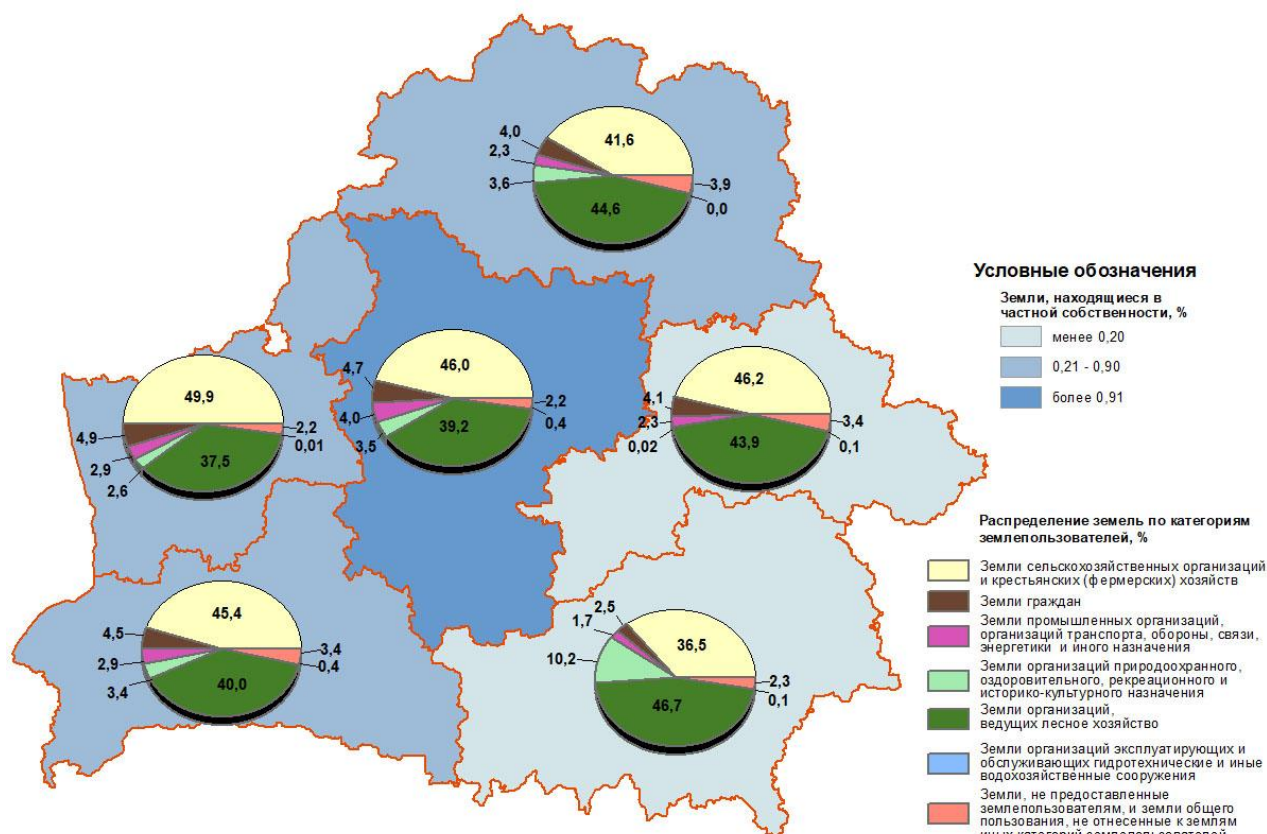 4,0
41,6
2,3
3,6
3,9
44,6
0,0
Условные обозначения
Земли, находящиеся в
частной собственности, %
менее 0,20
0,21 - 0,90
более 0,91
49,9
4,9
2,2
0,01
2,9
37,5
2,6
46,0
4,7
2,2
4,0
0,4
39,2
3,5
46,2
4,1
3,4
2,3
0,1
0,02
43,9
45,4
4,5
3,4
2,9
0,4
3,4
40,0
2,5
1,7
36,5
10,2
2,3
46,7
0,1
Распределение земель по категориям
землепользователей, %
Земли сельскохозяйственных организаций
и крестьянских (фермерских) хозяйств
Земли граждан
Земли промышленных организаций,
организаций транспорта, обороны, связи,
энергетики и иного назначения
Земли организаций природоохранного,
оздоровительного, рекреационного и
историко-культурного назначения
Земли организаций,
ведущих лесное хозяйство
Земли организаций эксплуатирующих и
обслуживающих гидротехнические и иные
водохозяйственные сооружения
Земли, не предоставленные
землепользователям, и земли общего
пользования, не отнесенные к землям
иных категорий землепользователей